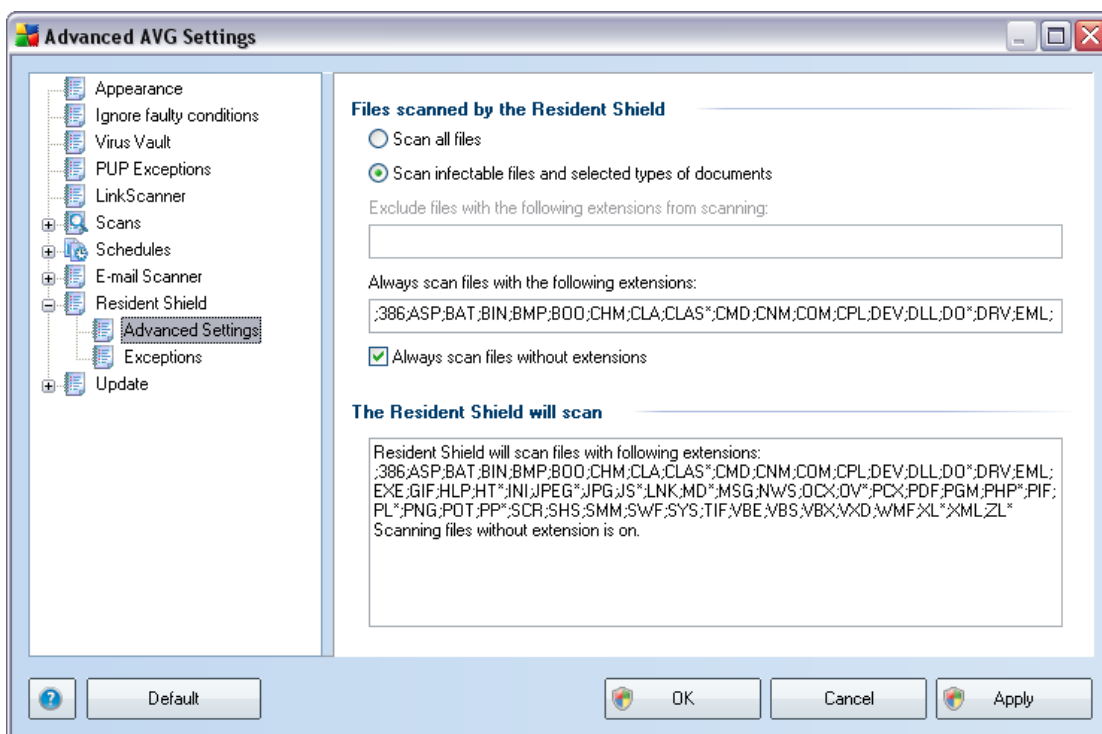 Advanced AVG Settings
Appearance
Ignore faulty conditions
Virus Vault
PUP Exceptions
LinkScanner
Scans
Schedules
E-mail Scanner
Resident Shield
Advanced Settings
Exceptions
Update
Files scanned by the Resident Shield
Scan all files
Scan infectable files and selected types of documents
Exclude files with the following extensions from scanning:
Always scan files with the following extensions:
;386;ASP;BAT;BIN;BMP;BOO;CHM;CLA;CLAS*;CMD;CNM;COM;CPL;DEV;DLL;DO*;DRV;EML;
Always scan files without extensions
The Resident Shield will scan
Resident Shield will scan files with following extensions:
;386;ASP;BAT;BIN;BMP;BOO;CHM;CLA;CLAS*;CMD;CNM;COM;CPL;DEV;DLL;DO*;DRV;EML;
EXE;GIF;HLP;HT*;INI;JPEG*;JPG;JS*;LNK;MD*;MSG;NWS;OCX;OV*;PCX;PDF;PGM;PHP*;PIF;
PL*;PNG;POT;PP*;SCR;SHS;SMM;SWF;SYS;TIF;VBE;VBS;VBX;VXD;WMF;XL*;XML;ZL*
Scanning files without extension is on.
Default
OK
Cancel
Apply